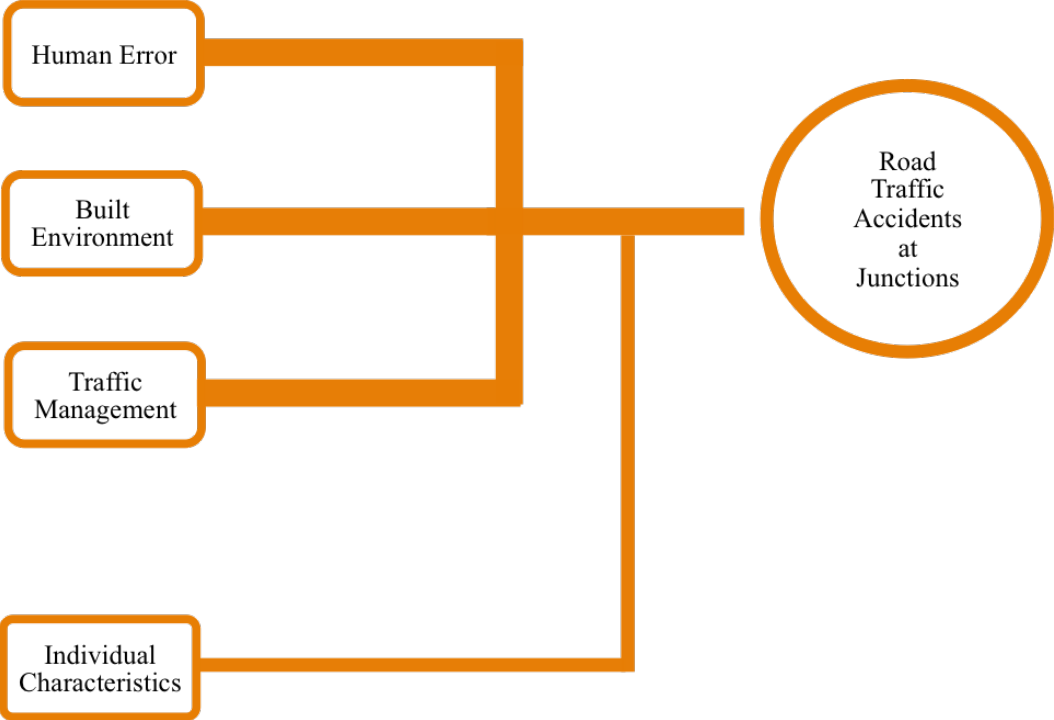 Human Error
Built
Environment
Traffic
Management
Individual
Characteristics
Road
Traffic
Accidents
at
Junctions